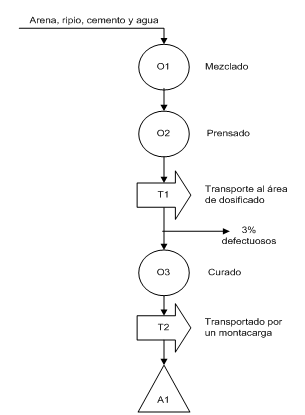 Arena, ripio, cemento y agua
O1
Mezclado
O2
Prensado
T1
Transporte al área
de dosificado
3%
defectuosos
O3
Curado
T2
Transportado por
un montacarga
A1